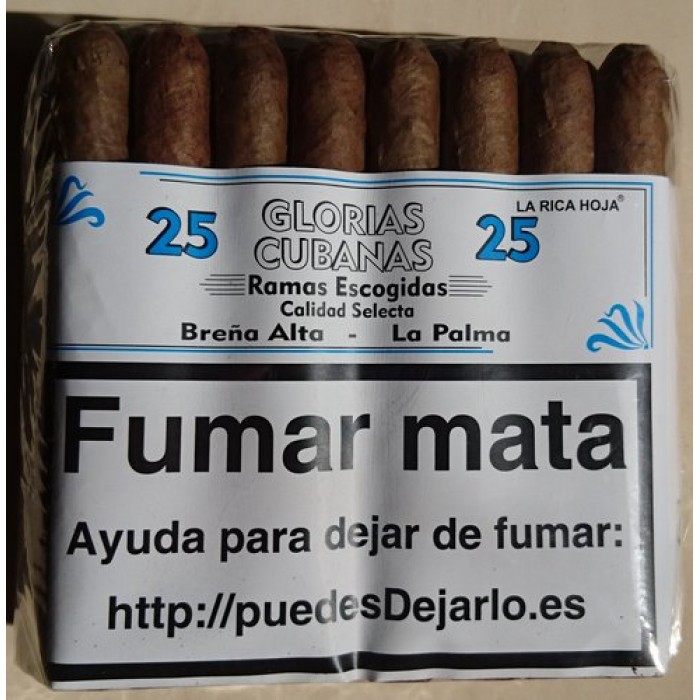 LA RICA HOJA®
25 GLORIAS 25
CUBANAS
Ramas Escogidas
Calidad Selecta
Breña Alta - La Palma
Fumar mata
Ayuda para dejar de fumar:
http://puedesDejarlo.es